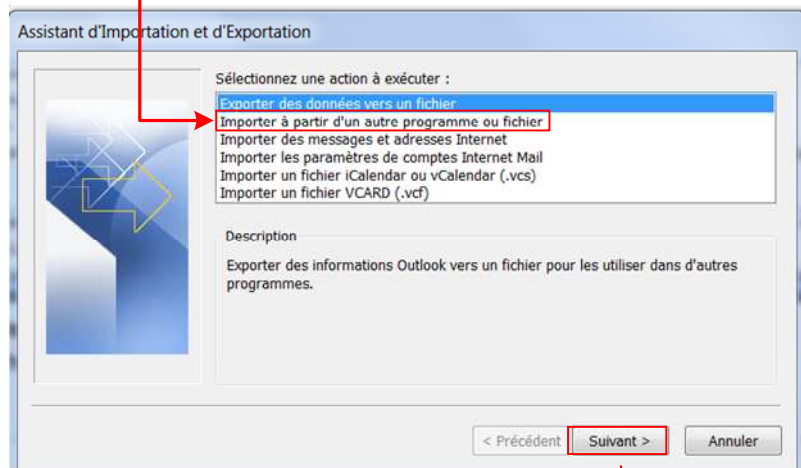 Assistant d'Importation et d'Exportation
Sélectionnez une action à exécuter :
Exporter des données vers un fichier
Importer à partir d'un autre programme ou fichier
Importer des messages et adresses Internet
Importer les paramètres de comptes Internet Mail
Importer un fichier iCalendar ou vCalendar (.vcs)
Importer un fichier VCARD (.vcf)
Description
Exporter des informations Outlook vers un fichier pour les utiliser dans d'autres
programmes.
< Précédent Suivant > Annuler